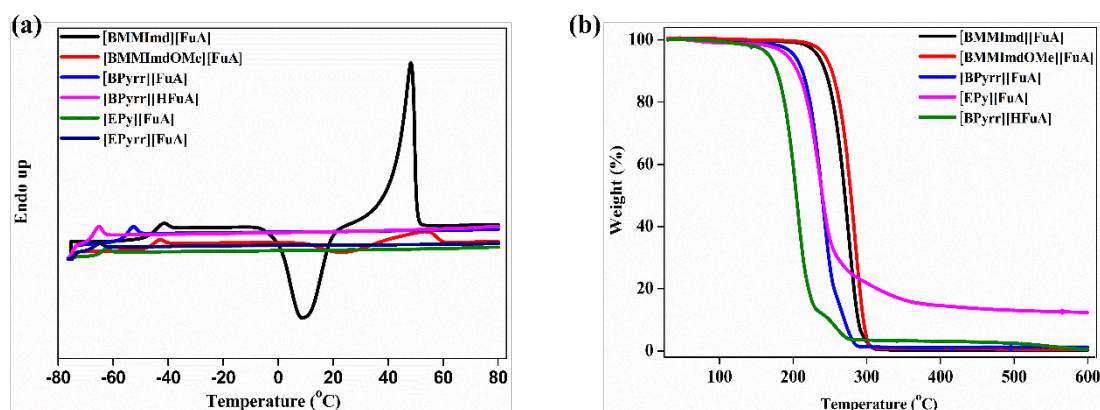 (a)
[BMMImd][FuA]
[BMMImdOMe][FuA]
[BPyrr][FuA]
[BPyrr][HFuA]
[EPy][FuA]
[EPyrr][FuA]
Endo up
-80 -60 -40 -20 0 20 40 60 80
Temperature (°C)
(b)
[BMMImd][FuA]
[BMMImdOMe][FuA]
[BPyrr][FuA]
[EPy][FuA]
[BPyrr][HFuA]
Weight (%)
100
80
60
40
20
0
100 200 300 400 500 600
Temperature (°C)